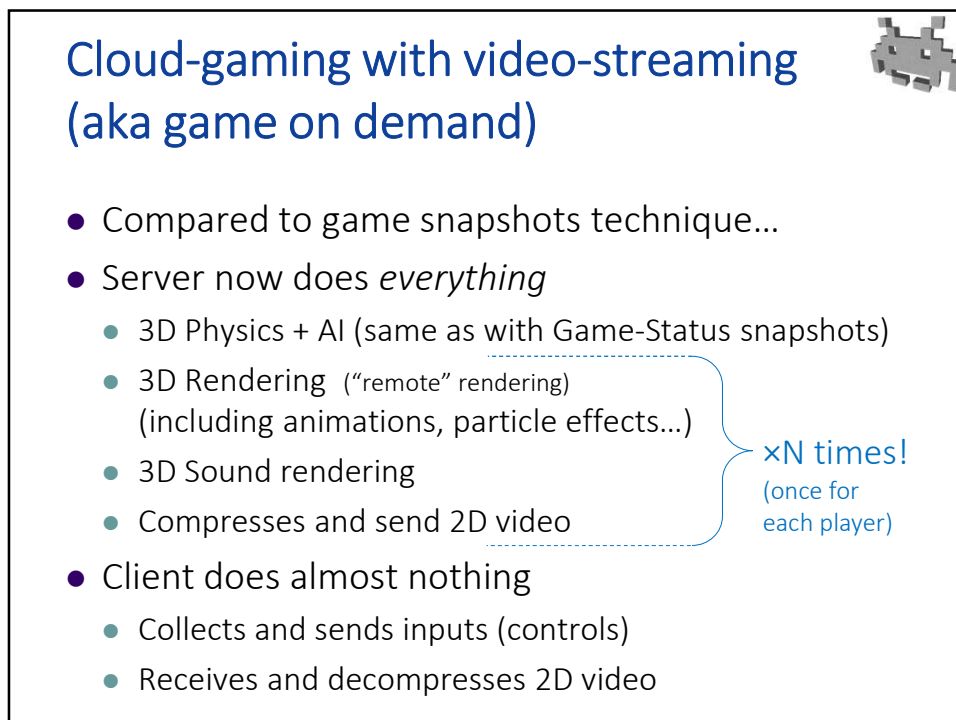 Cloud-gaming with video-streaming
(aka game on demand)
Compared to game snapshots technique…
Server now does everything
3D Physics + AI (same as with Game-Status snapshots)
3D Rendering (“remote” rendering)
(including animations, particle effects…)
3D Sound rendering
Compresses and send 2D video
×N times!
(once for
each player)
Client does almost nothing
Collects and sends inputs (controls)
Receives and decompresses 2D video